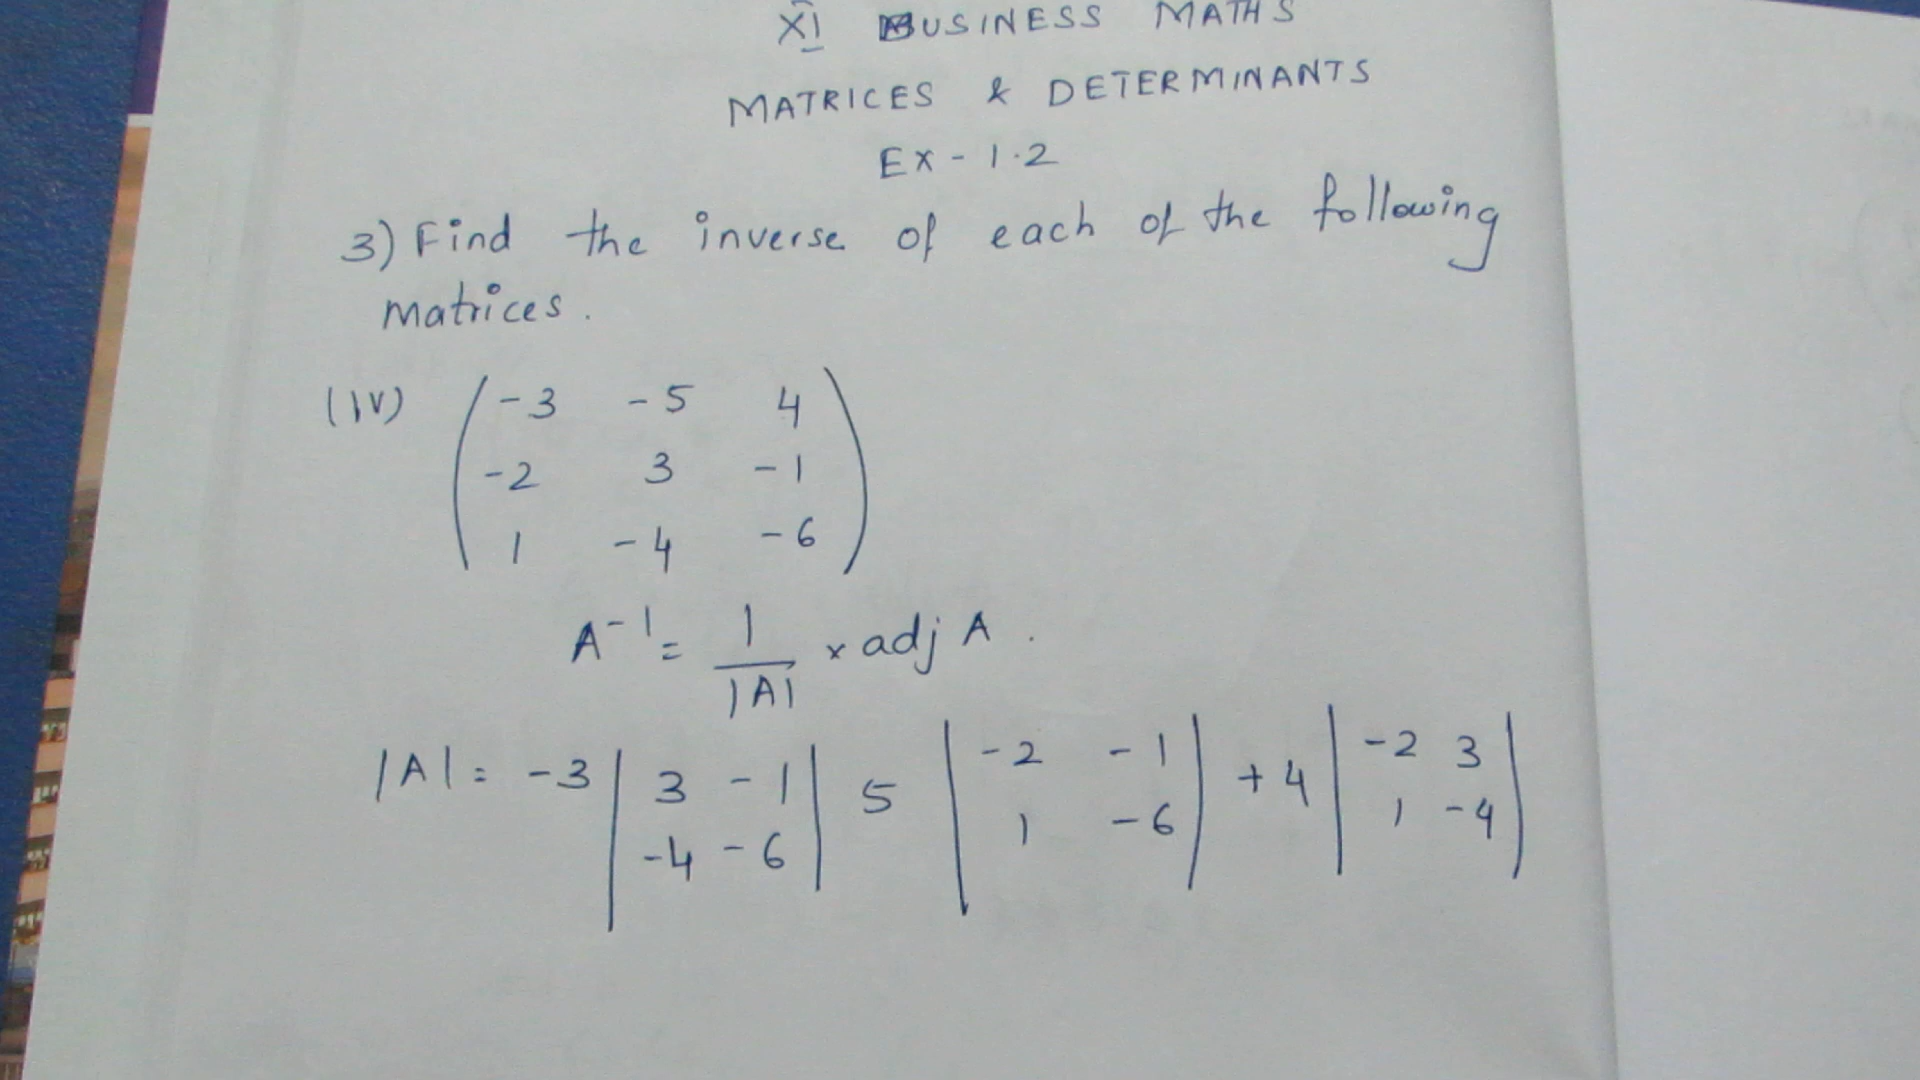 XI BUSINESS MATHS
MATRICES & DETERMINANTS
Ex - 1.2
3) Find the inverse of each of the following
matrices.
(iv) ( -3 -5 4
-2 3 -1
1 -4 -6 )
A⁻¹ = 1/|A| x adj A.
|A| = -3 | 3 -1 | 5 | -2 -1 | + 4 | -2 3 |
| -4 -6 | | 1 -6 | | 1 -4 |